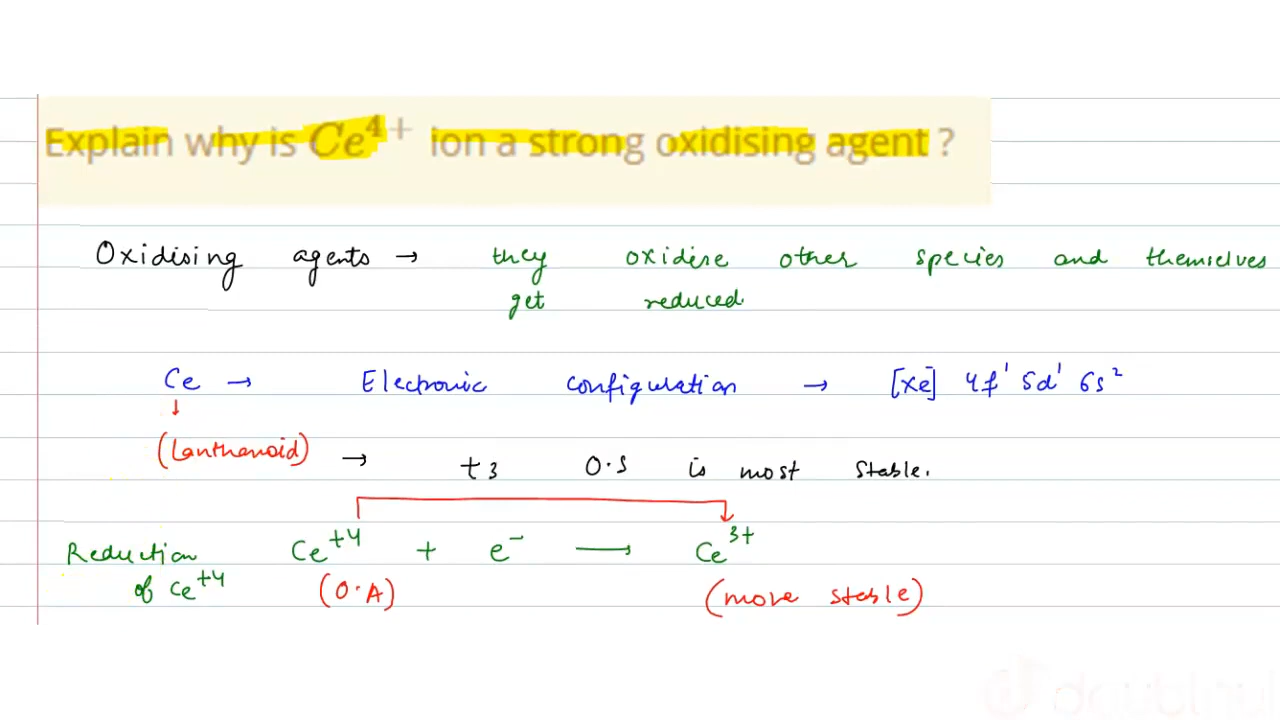 Explain why is Ce⁴⁺ ion a strong oxidising agent ?
Oxidising agents → they oxidise other species and themselves
get reduced.
Ce → Electronic configuration → [Xe] 4f¹ 5d¹ 6s²
↓
(Lanthanoid) → +3 O.S is most stable.
Reduction Ce⁺⁴ + e⁻ ⟶ Ce³⁺
of Ce⁺⁴ (O.A) (more stable)
doubtnut